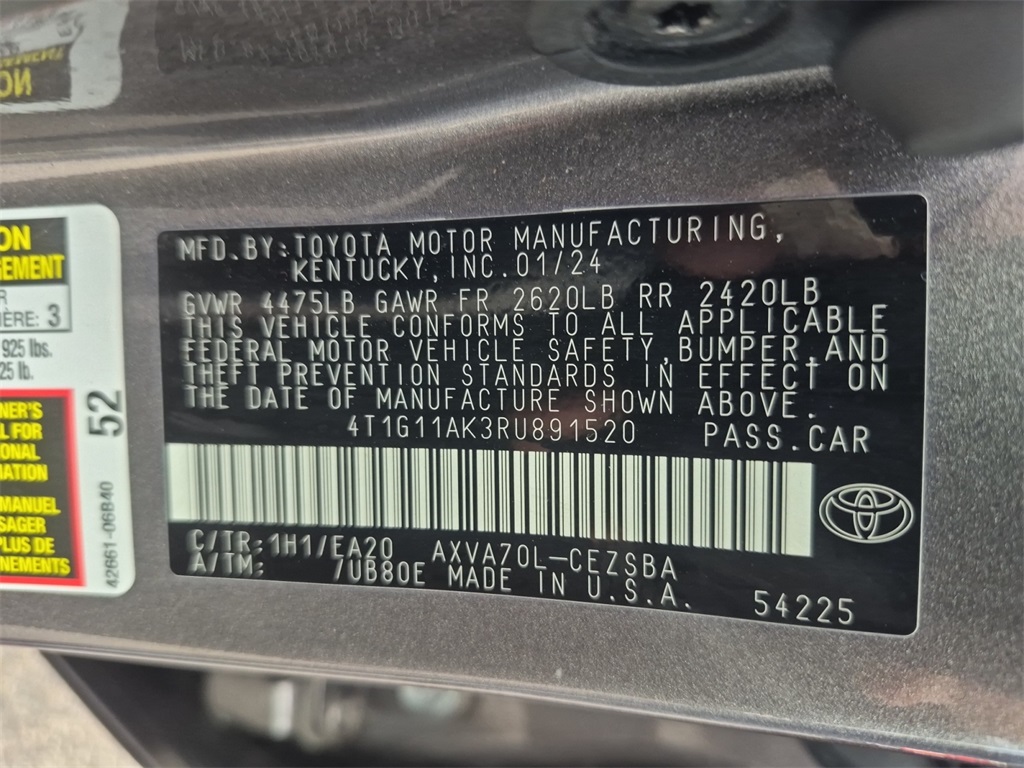 MFD.BY:TOYOTA MOTOR MANUFACTURING,
KENTUCKY,INC.01/24
GVWR 4475LB GAWR FR 2620LB RR 2420LB
THIS VEHICLE CONFORMS TO ALL APPLICABLE
FEDERAL MOTOR VEHICLE SAFETY,BUMPER,AND
THEFT PREVENTION STANDARDS IN EFFECT ON
THE DATE OF MANUFACTURE SHOWN ABOVE.
4T1G11AK3RU891520 PASS.CAR
C/TR:1H1/EA20 AXVA70L-CEZSBA
A/TM: 7UB80E MADE IN U.S.A.
54225
ON
GEMENT
R
IÈRE: 3
925 lbs.
25 lb.
NER'S
L FOR
IONAL
MATION
MANUEL
SAGER
PLUS DE
NEMENTS
52
42661-06B40